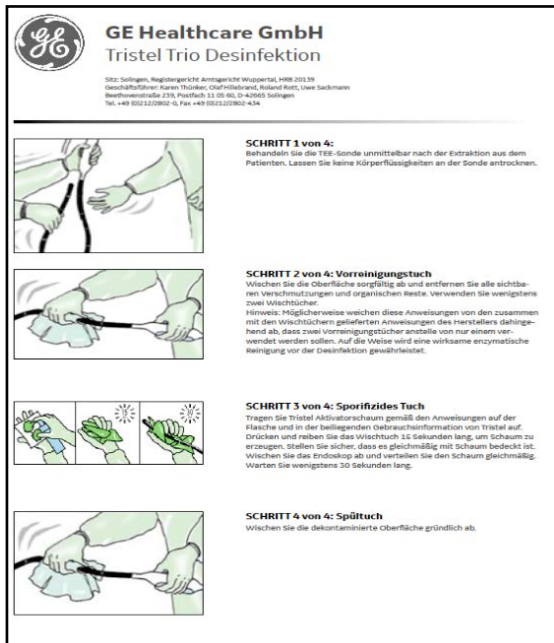 GE Healthcare GmbH
Tristel Trio Desinfektion
Sitz: Solingen, Registergericht Amtsgericht Wuppertal, HRB 20139
Geschäftsführer: Karen Thünker, Olaf Hillebrand, Roland Rott, Uwe Sackmann
Beethovenstraße 239, Postfach 11 05 60, D-42665 Solingen
Tel. +49 (0)212/2802-0, Fax +49 (0)212/2802-434
SCHRITT 1 von 4:
Behandeln Sie die TEE-Sonde unmittelbar nach der Extraktion aus dem
Patienten. Lassen Sie keine Körperflüssigkeiten an der Sonde antrocknen.
SCHRITT 2 von 4: Vorreinigungstuch
Wischen Sie die Oberfläche sorgfältig ab und entfernen Sie alle sichtba-
ren Verschmutzungen und organischen Reste. Verwenden Sie wenigstens
zwei Wischtücher.
Hinweis: Möglicherweise weichen diese Anweisungen von den zusammen
mit den Wischtüchern gelieferten Anweisungen des Herstellers dahinge-
hend ab, dass zwei Vorreinigungstücher anstelle von nur einem ver-
wendet werden sollen. Auf die Weise wird eine wirksame enzymatische
Reinigung vor der Desinfektion gewährleistet.
15
30
SCHRITT 3 von 4: Sporifizides Tuch
Tragen Sie Tristel Aktivatorschaum gemäß den Anweisungen auf der
Flasche und in der beiliegenden Gebrauchsinformation von Tristel auf.
Drücken und reiben Sie das Wischtuch 15 Sekunden lang, um Schaum zu
erzeugen. Stellen Sie sicher, dass es gleichmäßig mit Schaum bedeckt ist.
Wischen Sie das Endoskop ab und verteilen Sie den Schaum gleichmäßig.
Warten Sie wenigstens 30 Sekunden lang.
SCHRITT 4 von 4: Spültuch
Wischen Sie die dekontaminierte Oberfläche gründlich ab.